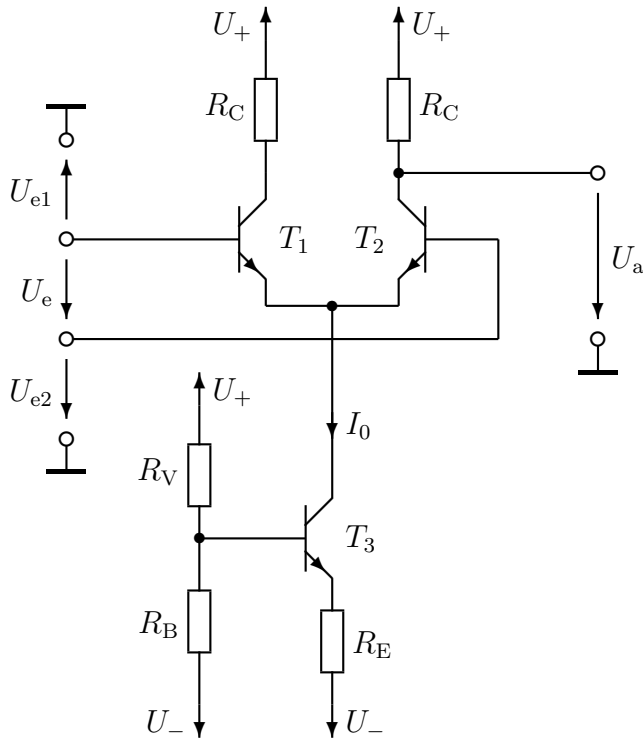 U+
U+
RC
RC
Ue1
T1
T2
Ue
Ua
Ue2
U+
I0
RV
T3
RB
RE
U−
U−